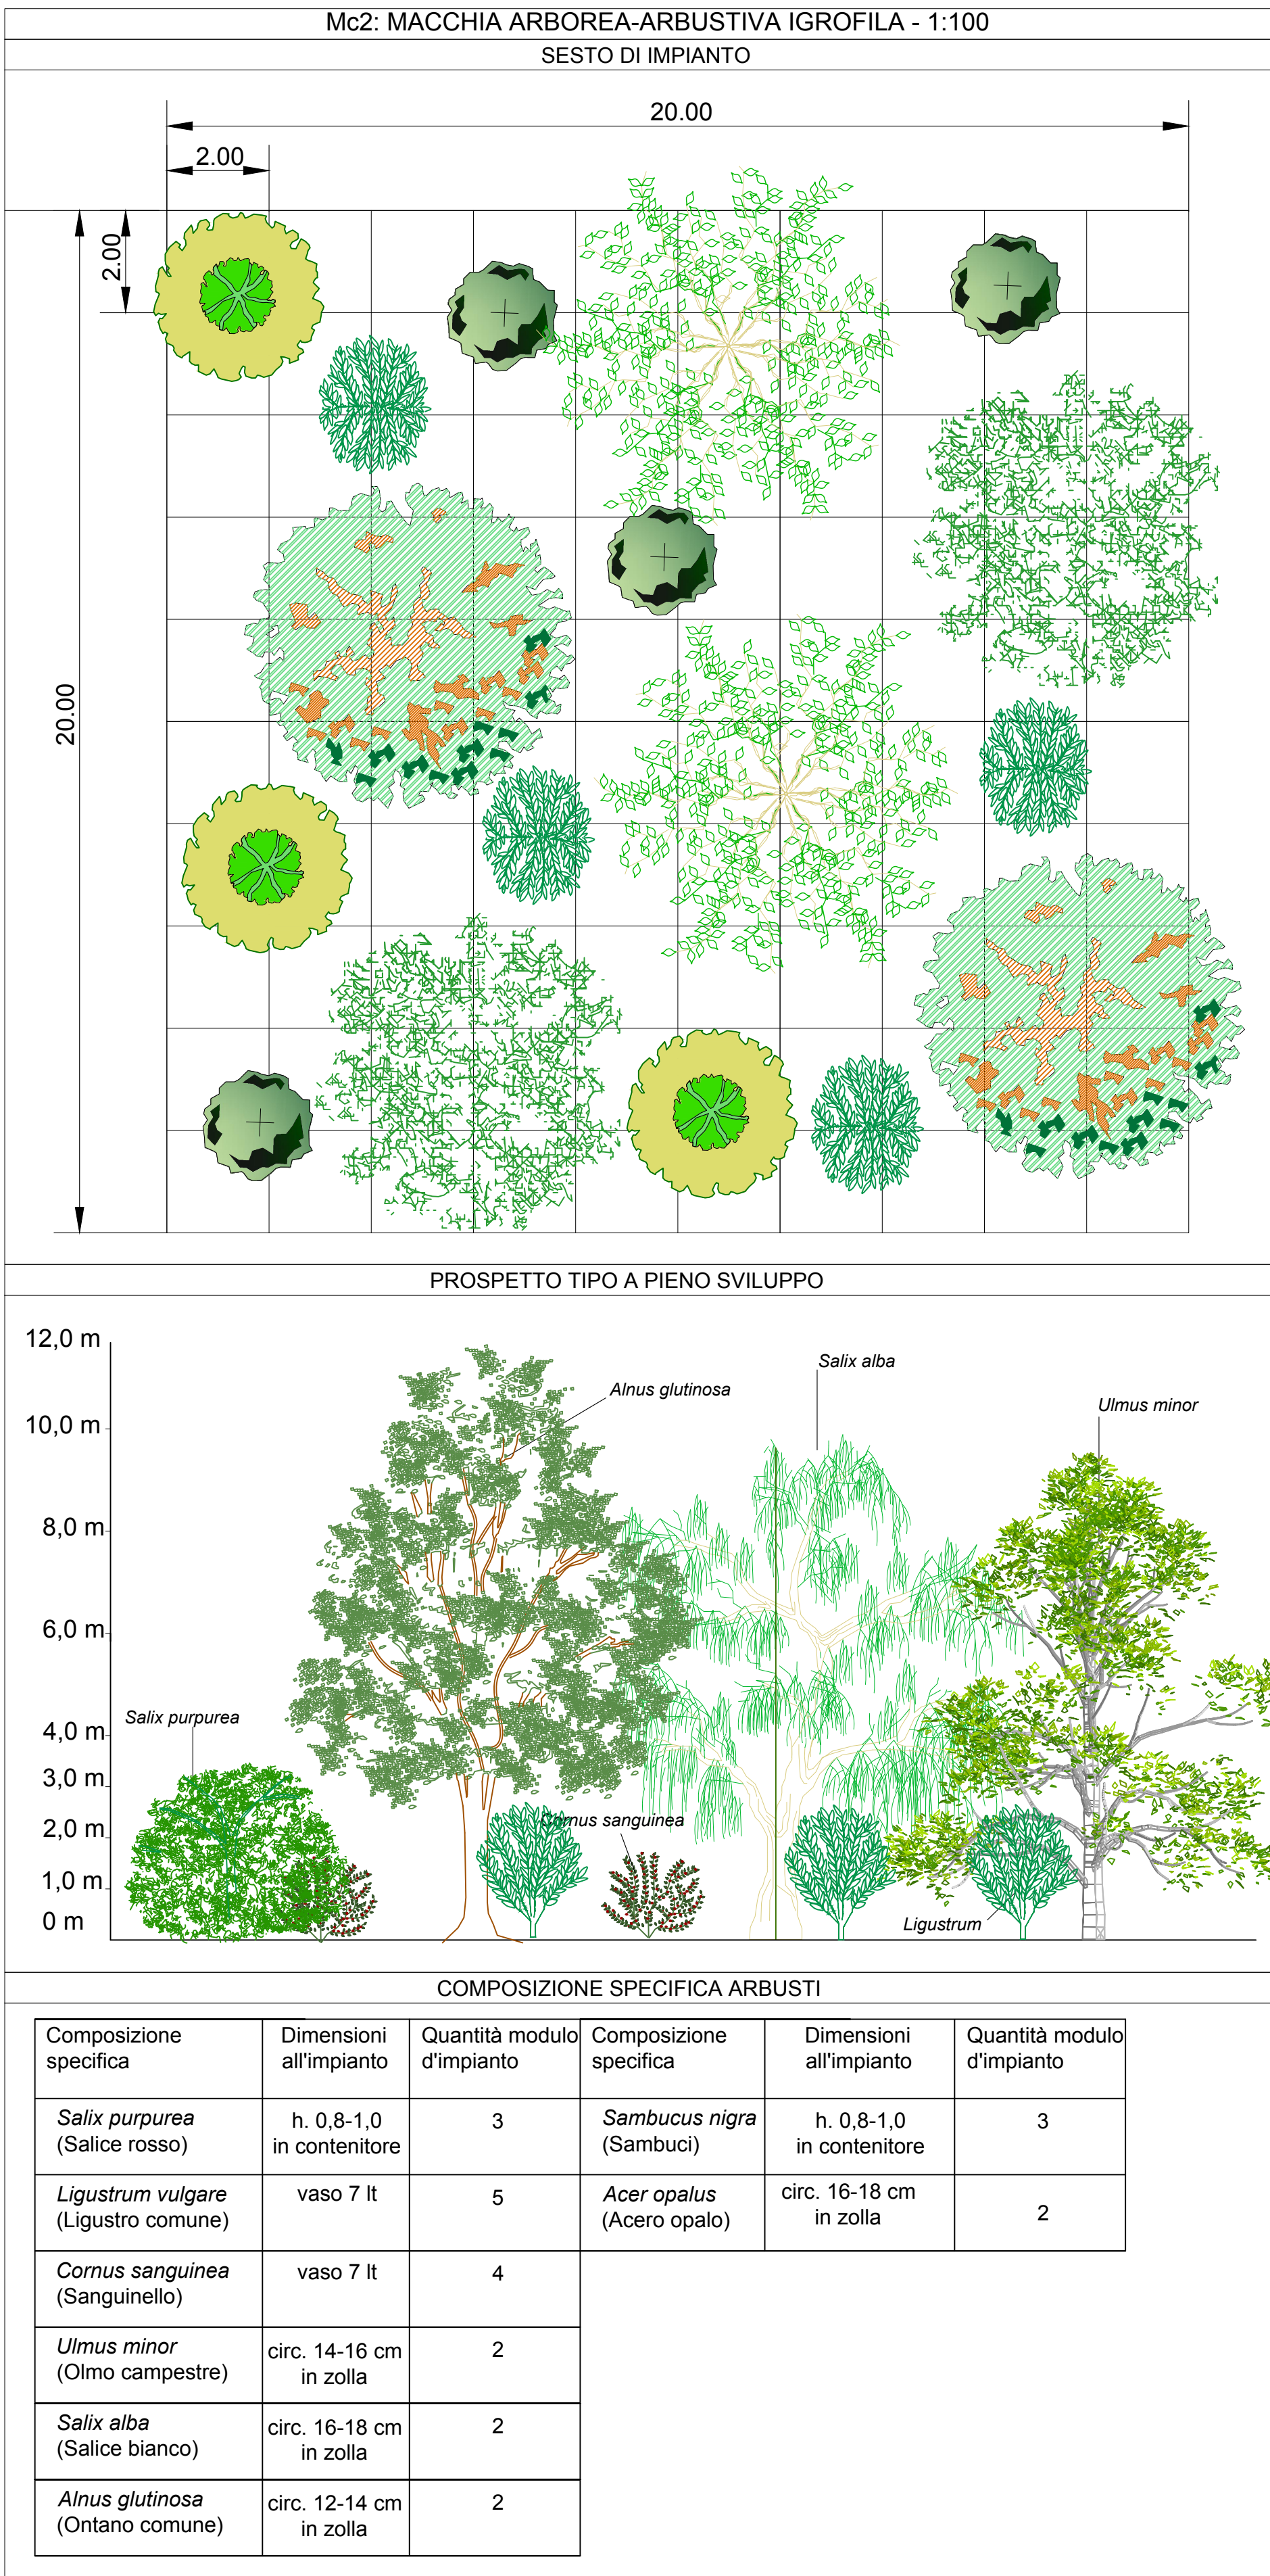 Mc2: MACCHIA ARBOREA-ARBUSTIVA IGROFILA - 1:100
SESTO DI IMPIANTO
20.00
2.00
2.00
20.00
PROSPETTO TIPO A PIENO SVILUPPO
12,0 m
Salix alba
Alnus glutinosa
Ulmus minor
10,0 m
8,0 m
6,0 m
Salix purpurea
4,0 m
3,0 m
2,0 m
Cornus sanguinea
1,0 m
0 m
Ligustrum
COMPOSIZIONE SPECIFICA ARBUSTI
Composizione specifica
Dimensioni all'impianto
Quantità modulo d'impianto
Composizione specifica
Dimensioni all'impianto
Quantità modulo d'impianto
Salix purpurea
(Salice rosso)
h. 0,8-1,0
in contenitore
3
Sambucus nigra
(Sambuci)
h. 0,8-1,0
in contenitore
3
Ligustrum vulgare
(Ligustro comune)
vaso 7 lt
5
Acer opalus
(Acero opalo)
circ. 16-18 cm
in zolla
2
Cornus sanguinea
(Sanguinello)
vaso 7 lt
4
Ulmus minor
(Olmo campestre)
circ. 14-16 cm
in zolla
2
Salix alba
(Salice bianco)
circ. 16-18 cm
in zolla
2
Alnus glutinosa
(Ontano comune)
circ. 12-14 cm
in zolla
2